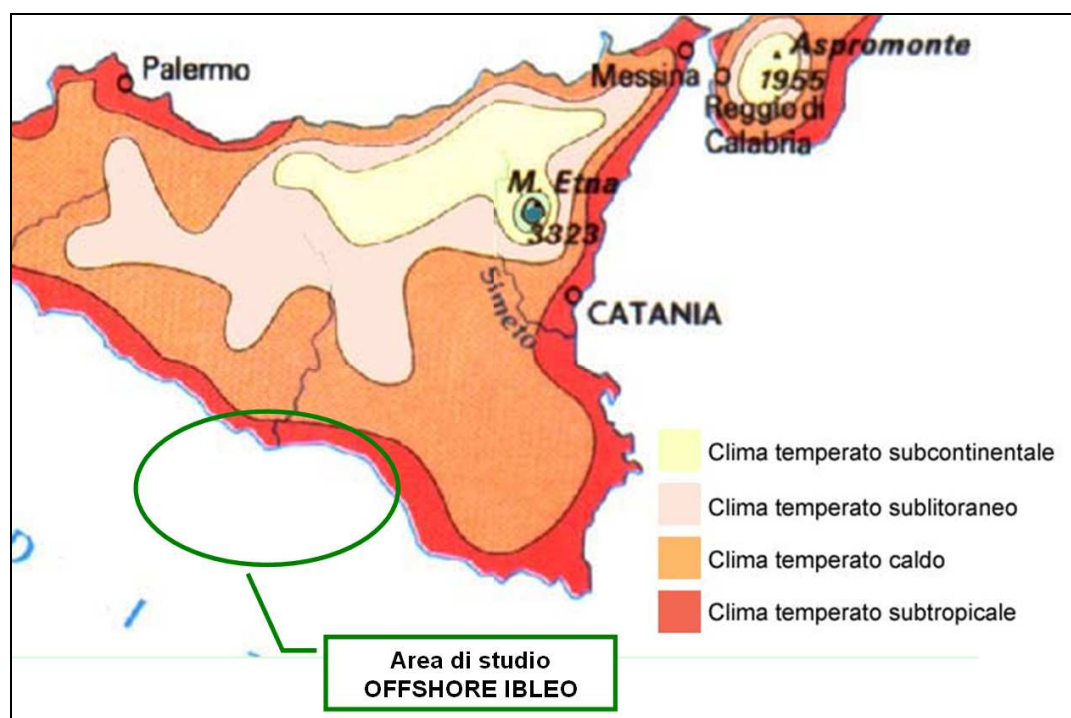 Palermo
Messina
Aspromonte
1955
Reggio di
Calabria
M. Etna
3323
Simeto
CATANIA
Clima temperato subcontinentale
Clima temperato sublitoraneo
Clima temperato caldo
Clima temperato subtropicale
Area di studio
OFFSHORE IBLEO